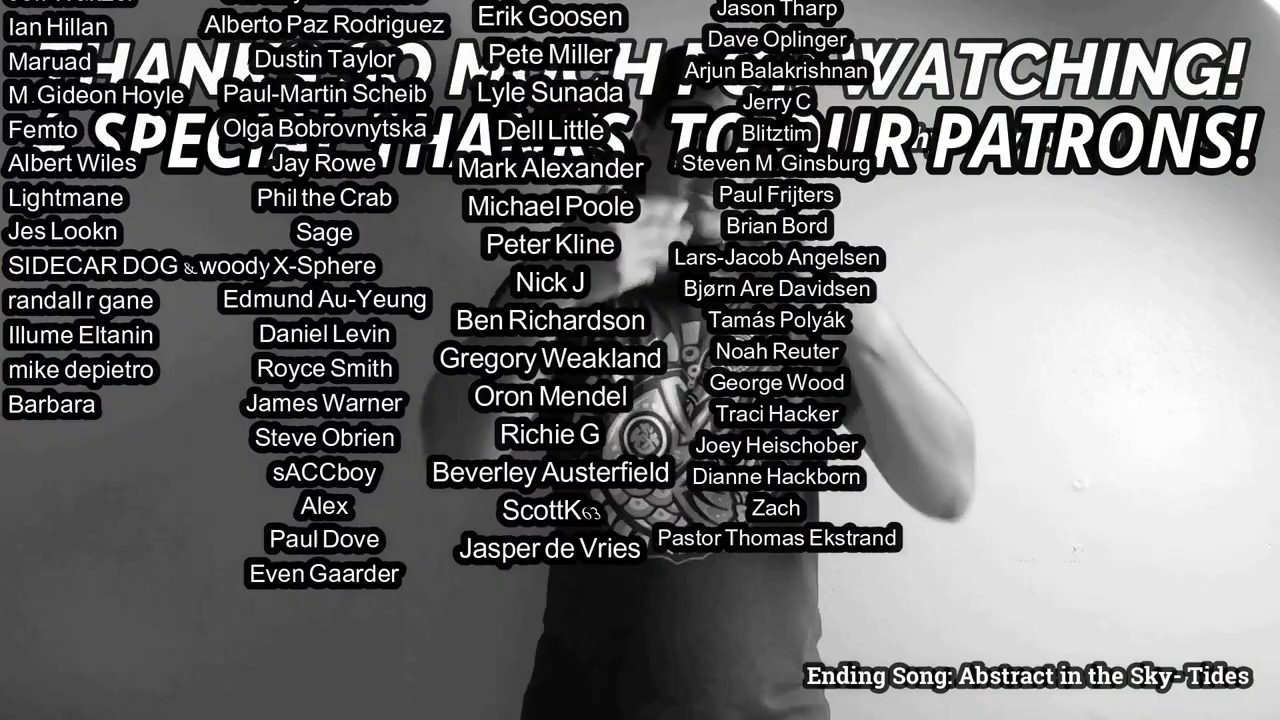 THANKS SO MUCH FOR WATCHING!
A SPECIAL THANKS TO OUR PATRONS!
Ian Hillan
Maruad
M. Gideon Hoyle
Femto
Albert Wiles
Lightmane
Jes Lookn
SIDECAR DOG & woody
randall r gane
Illume Eltanin
mike depietro
Barbara
Alberto Paz Rodriguez
Dustin Taylor
Paul-Martin Scheib
Olga Bobrovnytska
Jay Rowe
Phil the Crab
Sage
X-Sphere
Edmund Au-Yeung
Daniel Levin
Royce Smith
James Warner
Steve Obrien
sACCboy
Alex
Paul Dove
Even Gaarder
Erik Goosen
Pete Miller
Lyle Sunada
Dell Little
Mark Alexander
Michael Poole
Peter Kline
Nick J
Ben Richardson
Gregory Weakland
Oron Mendel
Richie G
Beverley Austerfield
ScottK63
Jasper de Vries
Jason Tharp
Dave Oplinger
Arjun Balakrishnan
Jerry C
Blitztim
Steven M Ginsburg
Paul Frijters
Brian Bord
Lars-Jacob Angelsen
Bjørn Are Davidsen
Tamás Polyák
Noah Reuter
George Wood
Traci Hacker
Joey Heischober
Dianne Hackborn
Zach
Pastor Thomas Ekstrand
Ending Song: Abstract in the Sky- Tides